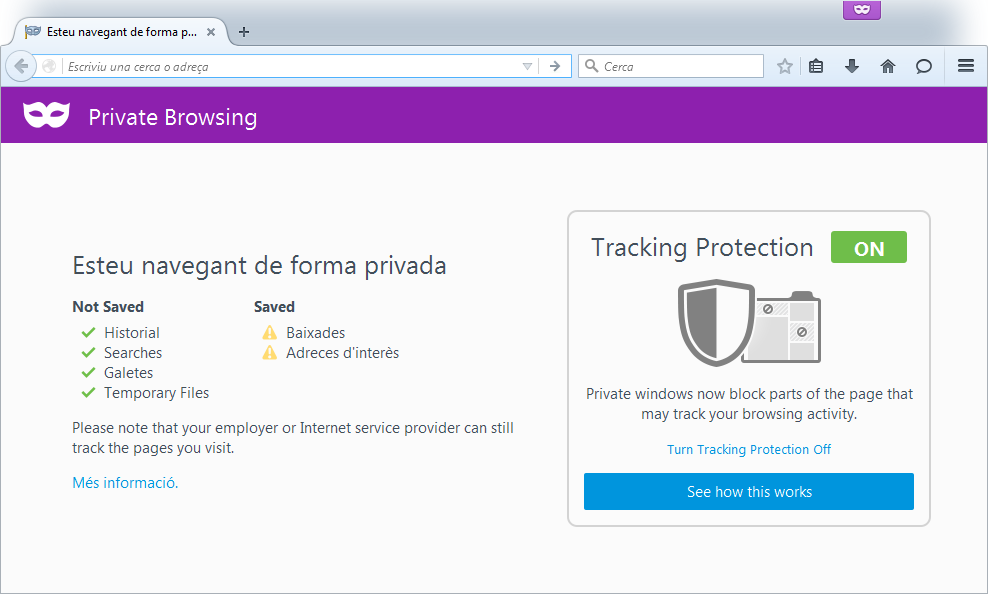 Esteu navegant de forma p...
Escriviu una cerca o adreça
Cerca
Private Browsing
Esteu navegant de forma privada
Not Saved
Historial
Searches
Galetes
Temporary Files
Saved
Baixades
Adreces d'interès
Please note that your employer or Internet service provider can still
track the pages you visit.
Més informació.
Tracking Protection ON
Private windows now block parts of the page that
may track your browsing activity.
Turn Tracking Protection Off
See how this works